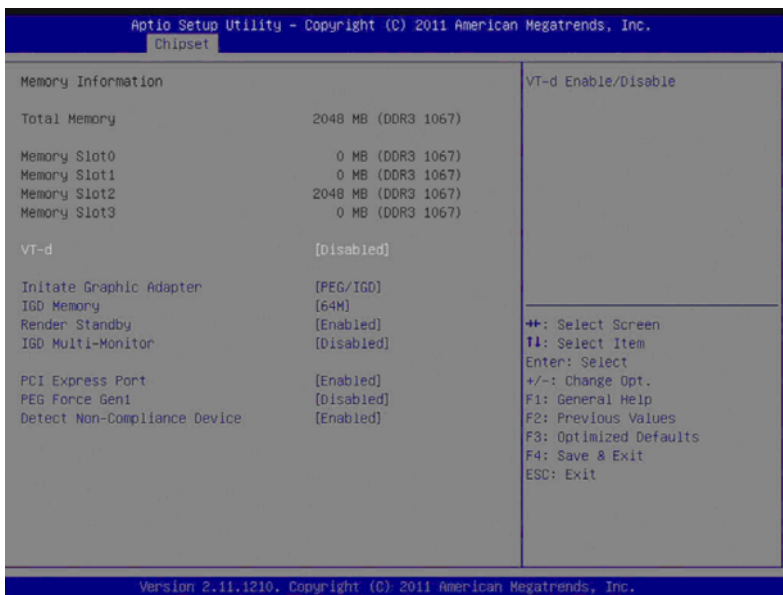 Aptio Setup Utility - Copyright (C) 2011 American Megatrends, Inc.
Chipset
Memory Information
Total Memory 2048 MB (DDR3 1067)
Memory Slot0 0 MB (DDR3 1067)
Memory Slot1 0 MB (DDR3 1067)
Memory Slot2 2048 MB (DDR3 1067)
Memory Slot3 0 MB (DDR3 1067)
VT-d [Disabled]
Initate Graphic Adapter [PEG/IGD]
IGD Memory [64M]
Render Standby [Enabled]
IGD Multi-Monitor [Disabled]
PCI Express Port [Enabled]
PEG Force Gen1 [Disabled]
Detect Non-Compliance Device [Enabled]
VT-d Enable/Disable
→←: Select Screen
↑↓: Select Item
Enter: Select
+/-: Change Opt.
F1: General Help
F2: Previous Values
F3: Optimized Defaults
F4: Save & Exit
ESC: Exit
Version 2.11.1210. Copyright (C) 2011 American Megatrends, Inc.